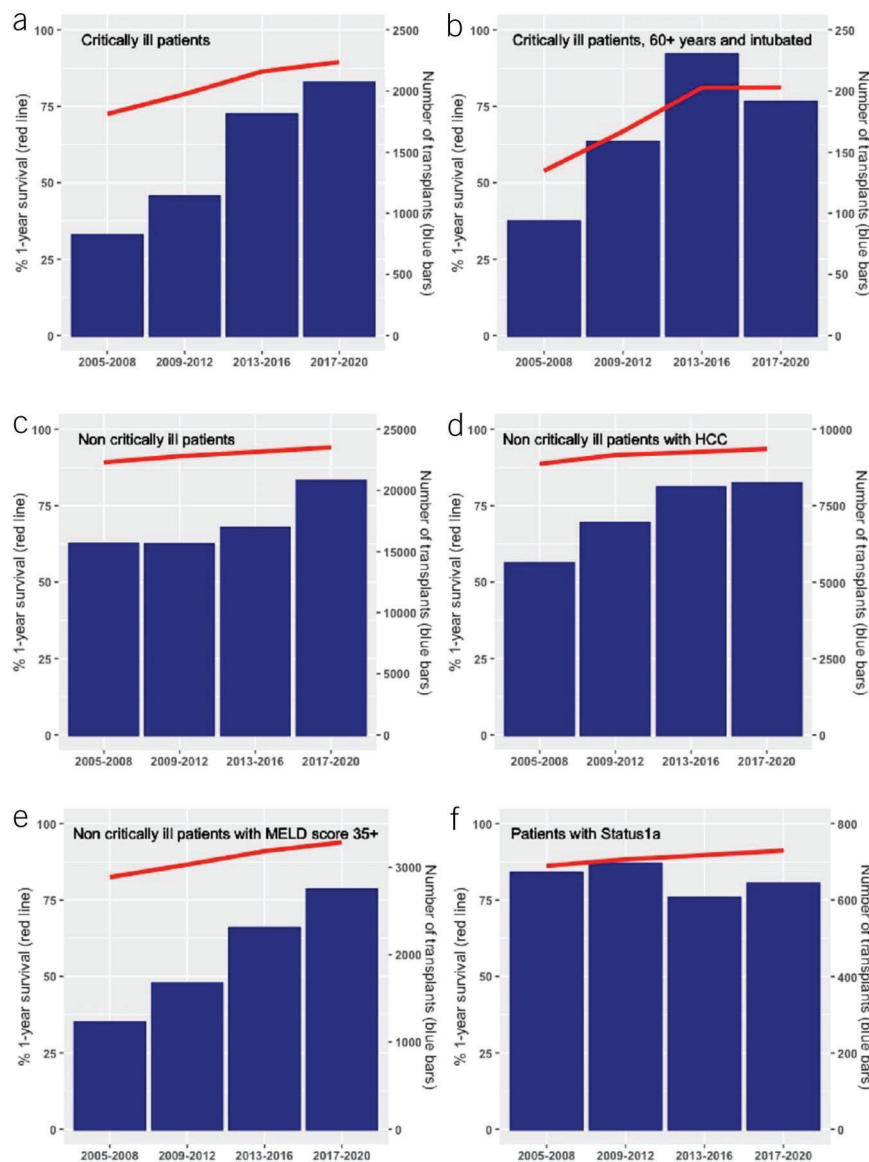 a
Critically ill patients
100
75
50
25
0
% 1-year survival (red line)
2500
2000
1500
1000
500
0
Number of transplants (blue bars)
2005-2008 2009-2012 2013-2016 2017-2020
b
Critically ill patients, 60+ years and intubated
100
75
50
25
0
% 1-year survival (red line)
250
200
150
100
50
0
Number of transplants (blue bars)
2005-2008 2009-2012 2013-2016 2017-2020
c
Non critically ill patients
100
75
50
25
0
% 1-year survival (red line)
25000
20000
15000
10000
5000
0
Number of transplants (blue bars)
2005-2008 2009-2012 2013-2016 2017-2020
d
Non critically ill patients with HCC
100
75
50
25
0
% 1-year survival (red line)
10000
7500
5000
2500
0
Number of transplants (blue bars)
2005-2008 2009-2012 2013-2016 2017-2020
e
Non critically ill patients with MELD score 35+
100
75
50
25
0
% 1-year survival (red line)
3000
2000
1000
0
Number of transplants (blue bars)
2005-2008 2009-2012 2013-2016 2017-2020
f
Patients with Status1a
100
75
50
25
0
% 1-year survival (red line)
800
600
400
200
0
Number of transplants (blue bars)
2005-2008 2009-2012 2013-2016 2017-2020